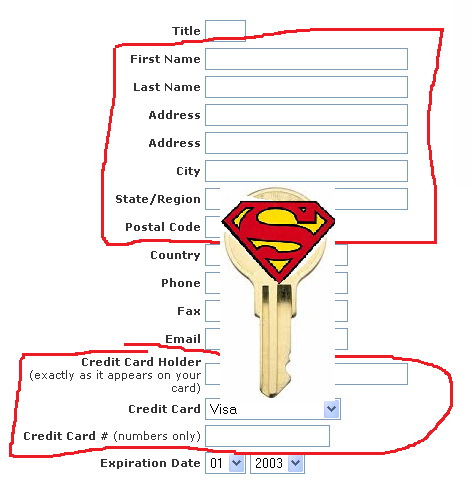 Title
First Name
Last Name
Address
Address
City
State/Region
Postal Code
Country
Phone
Fax
Email
Credit Card Holder
(exactly as it appears on your
card)
Credit Card Visa
Credit Card # (numbers only)
Expiration Date 01 2003